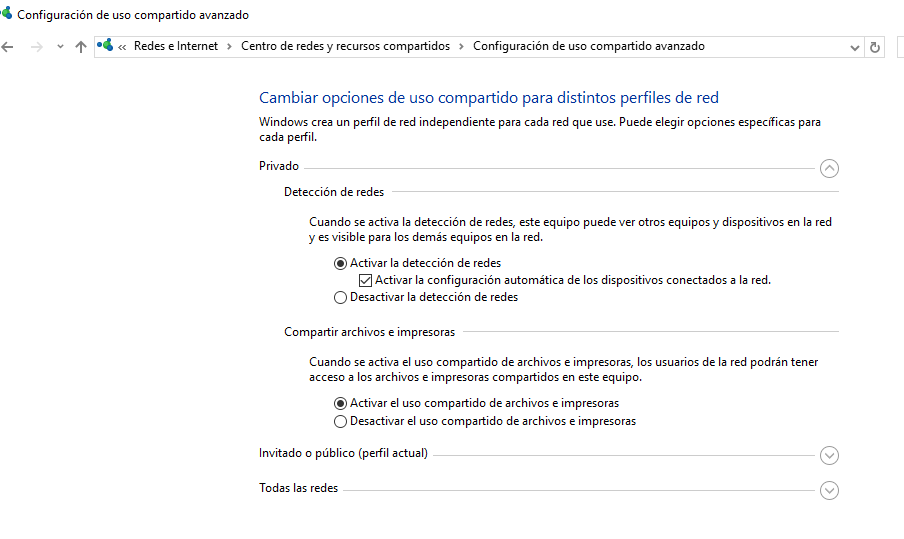 Configuración de uso compartido avanzado
« Redes e Internet > Centro de redes y recursos compartidos > Configuración de uso compartido avanzado
Cambiar opciones de uso compartido para distintos perfiles de red
Windows crea un perfil de red independiente para cada red que use. Puede elegir opciones específicas para
cada perfil.
Privado
Detección de redes
Cuando se activa la detección de redes, este equipo puede ver otros equipos y dispositivos en la red
y es visible para los demás equipos en la red.
Activar la detección de redes
Activar la configuración automática de los dispositivos conectados a la red.
Desactivar la detección de redes
Compartir archivos e impresoras
Cuando se activa el uso compartido de archivos e impresoras, los usuarios de la red podrán tener
acceso a los archivos e impresoras compartidos en este equipo.
Activar el uso compartido de archivos e impresoras
Desactivar el uso compartido de archivos e impresoras
Invitado o público (perfil actual)
Todas las redes